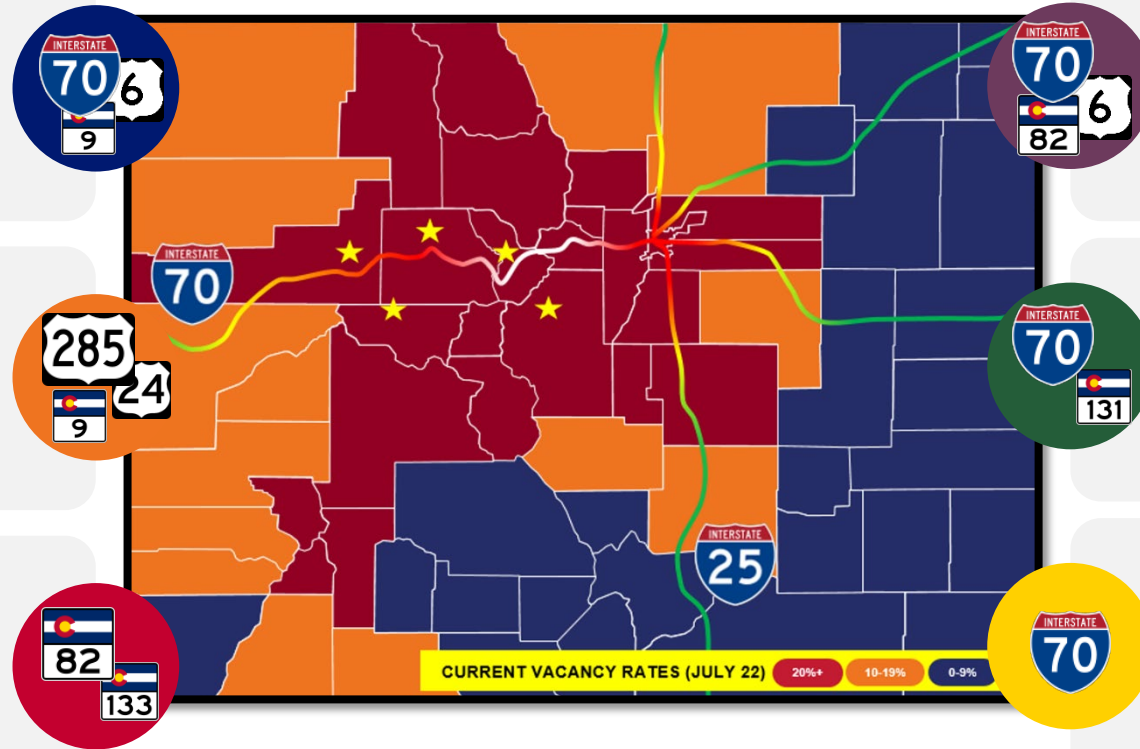 INTERSTATE
70
6
9
INTERSTATE
70
82
6
INTERSTATE
70
285
24
9
INTERSTATE
70
131
82
133
INTERSTATE
25
INTERSTATE
70
CURRENT VACANCY RATES (JULY 22) 20%+ 10-19% 0-9%